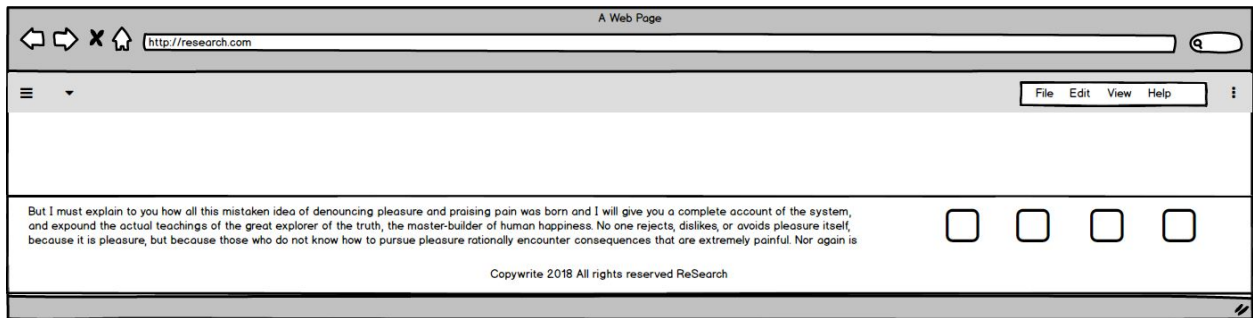 A Web Page
http://research.com
File Edit View Help
But I must explain to you how all this mistaken idea of denouncing pleasure and praising pain was born and I will give you a complete account of the system,
and expound the actual teachings of the great explorer of the truth, the master-builder of human happiness. No one rejects, dislikes, or avoids pleasure itself,
because it is pleasure, but because those who do not know how to pursue pleasure rationally encounter consequences that are extremely painful. Nor again is
Copywrite 2018 All rights reserved ReSearch